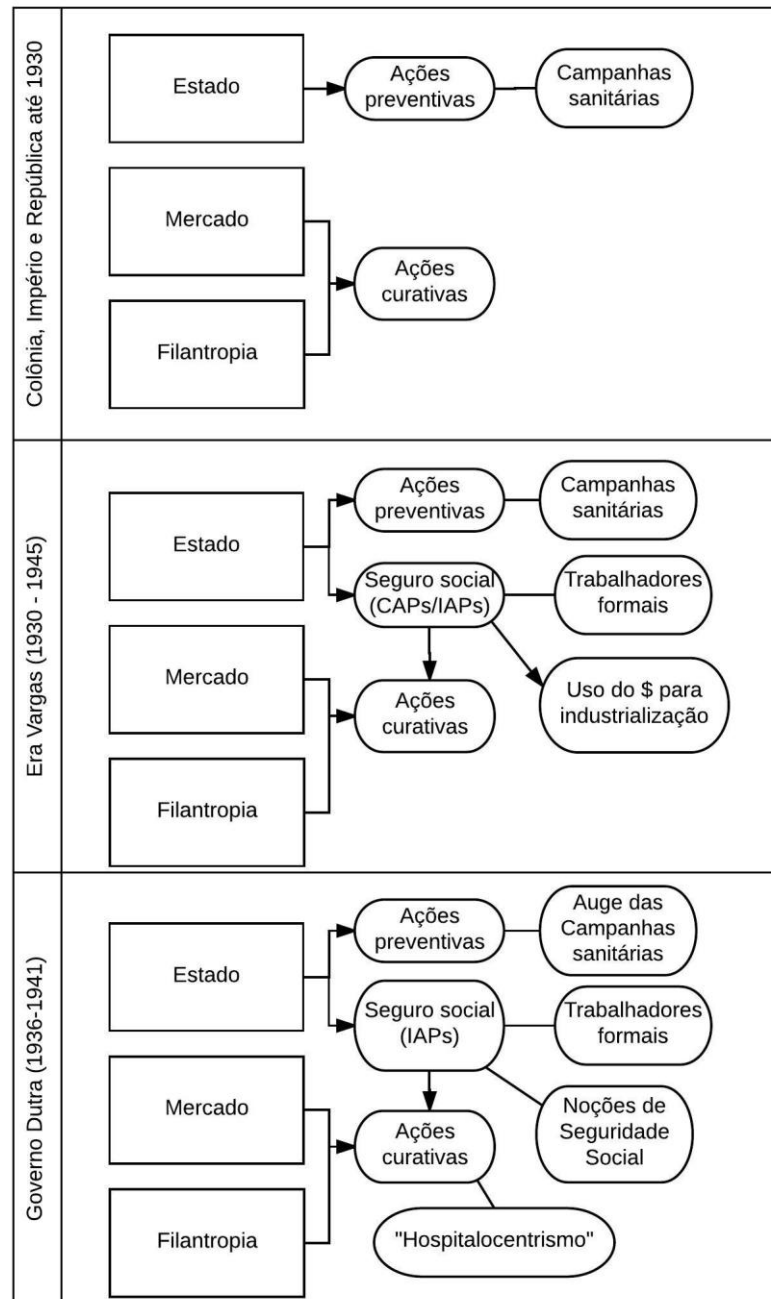 Colônia, Império e República até 1930
Estado
Ações
preventivas
Campanhas
sanitárias
Mercado
Ações
curativas
Filantropia
Era Vargas (1930 - 1945)
Estado
Ações
preventivas
Campanhas
sanitárias
Seguro social
(CAPs/IAPs)
Trabalhadores
formais
Mercado
Ações
curativas
Uso do $ para
industrialização
Filantropia
Governo Dutra (1936-1941)
Estado
Ações
preventivas
Auge das
Campanhas
sanitárias
Seguro social
(IAPs)
Trabalhadores
formais
Mercado
Ações
curativas
Noções de
Seguridade
Social
Filantropia
"Hospitalocentrismo"